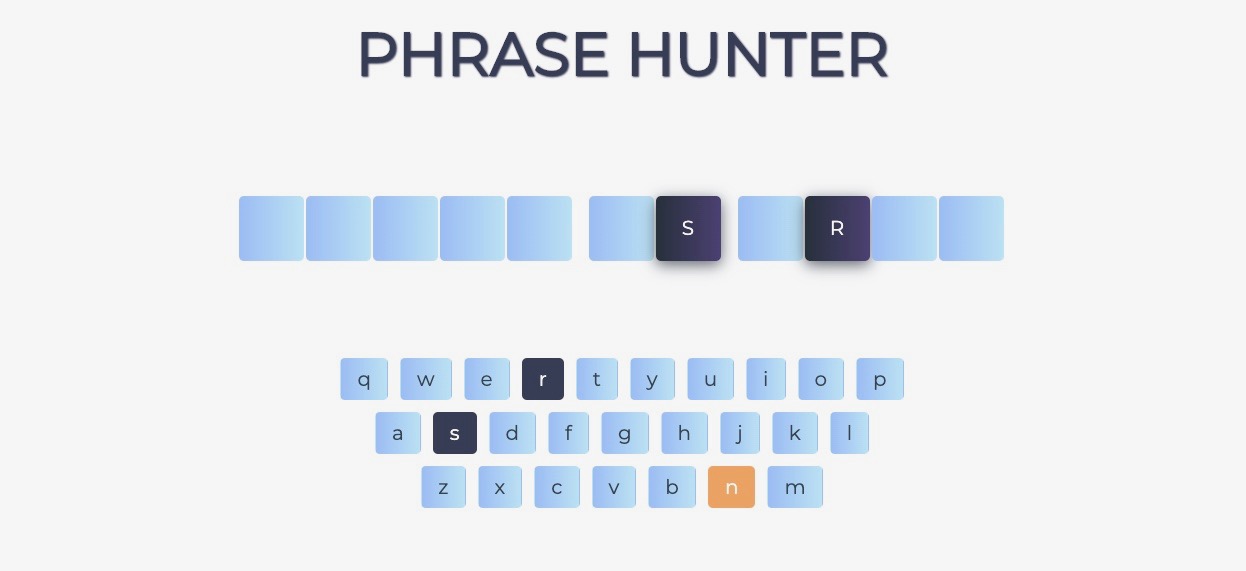 PHRASE HUNTER
S R
q w e r t y u i o p
a s d f g h j k l
z x c v b n m